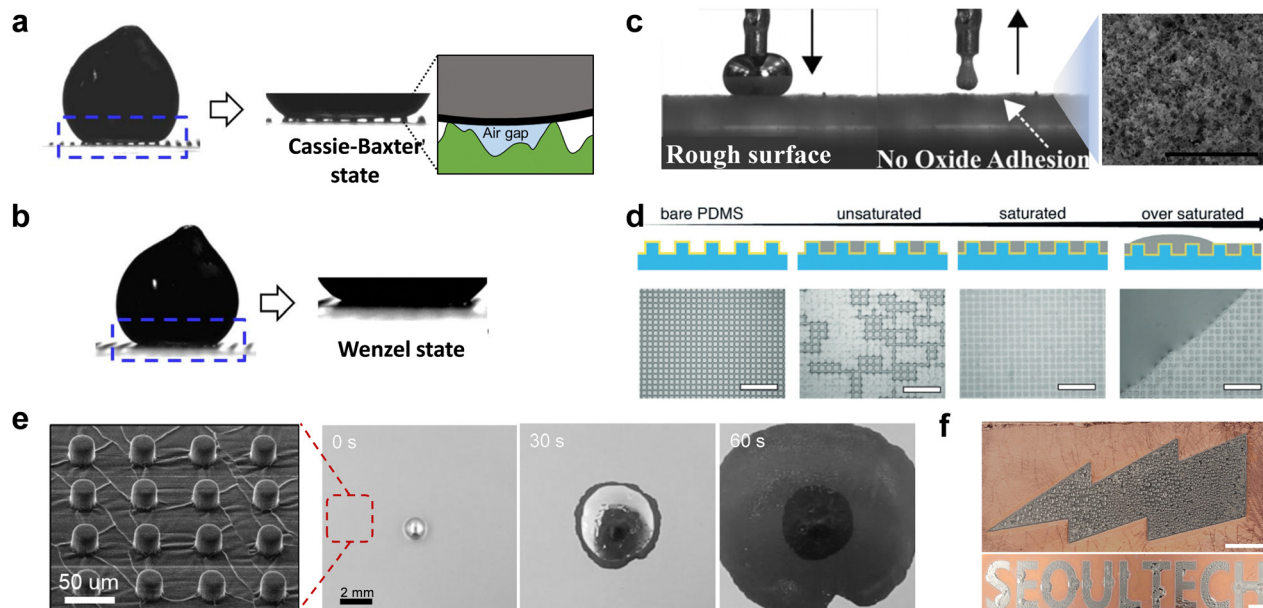 a
Air gap
Cassie-Baxter
state
b
Wenzel state
c
Rough surface
No Oxide Adhesion
d
bare PDMS
unsaturated
saturated
over saturated
e
50 um
0 s
2 mm
30 s
60 s
f
SEOULTECH